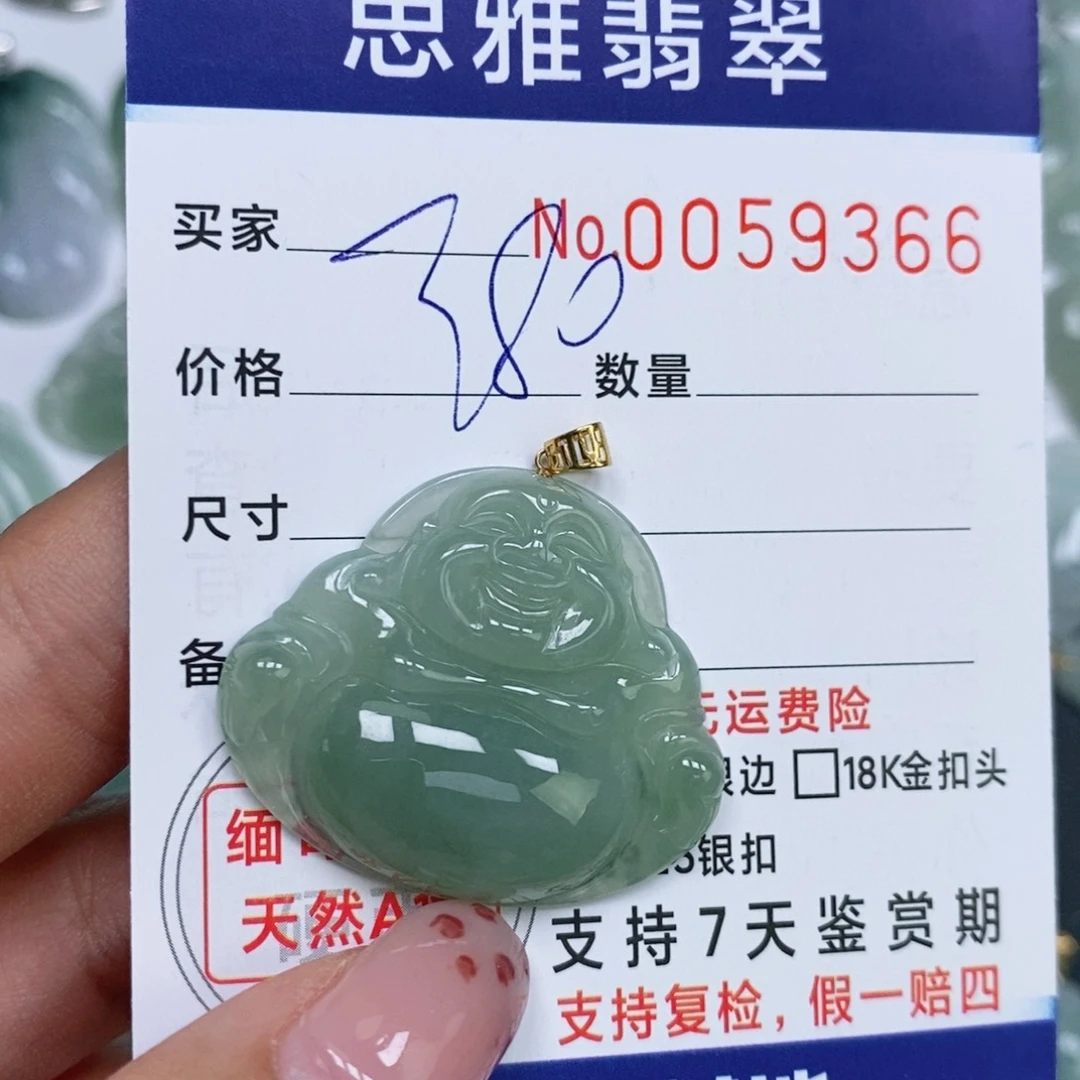 思雅翡翠
买家 No.0059366
380
价格 数量
尺寸
备
运费险
银边 □18K金扣头
银扣
缅
天然A
支持7天鉴赏期
支持复检，假一赔四